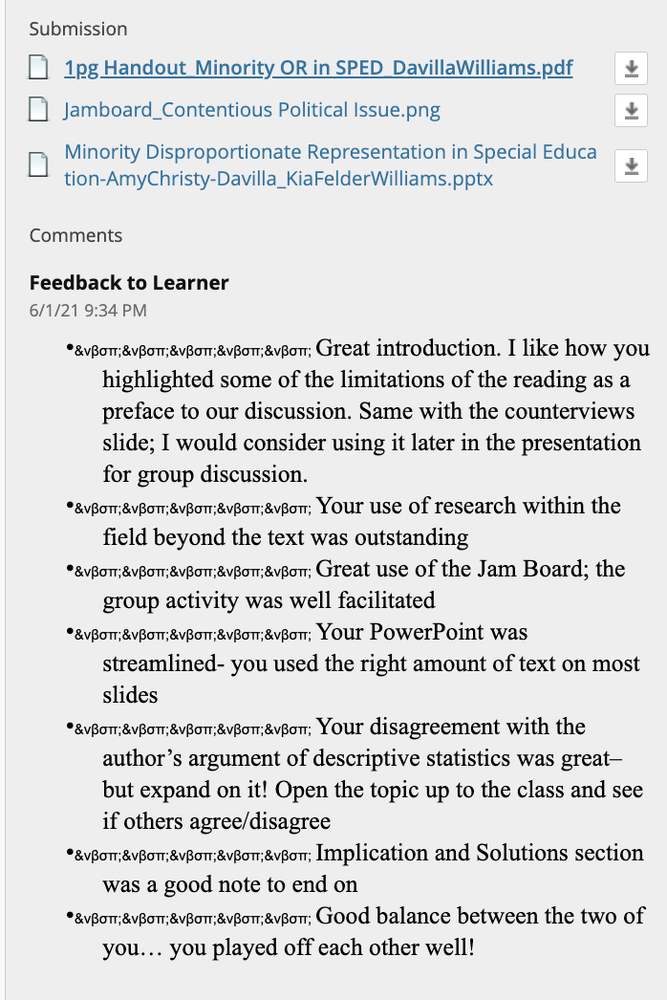 Submission
1pg Handout_Minority OR in SPED_DavillaWilliams.pdf
Jamboard_Contentious Political Issue.png
Minority Disproportionate Representation in Special Educa
tion-AmyChristy-Davilla_KiaFelderWilliams.pptx
Comments
Feedback to Learner
6/1/21 9:34 PM
•&νβσπ;&νβσπ;&νβσπ;&νβσπ;&νβσπ; Great introduction. I like how you
highlighted some of the limitations of the reading as a
preface to our discussion. Same with the counterviews
slide; I would consider using it later in the presentation
for group discussion.
•&νβσπ;&νβσπ;&νβσπ;&νβσπ;&νβσπ; Your use of research within the
field beyond the text was outstanding
•&νβσπ;&νβσπ;&νβσπ;&νβσπ;&νβσπ; Great use of the Jam Board; the
group activity was well facilitated
•&νβσπ;&νβσπ;&νβσπ;&νβσπ;&νβσπ; Your PowerPoint was
streamlined- you used the right amount of text on most
slides
•&νβσπ;&νβσπ;&νβσπ;&νβσπ;&νβσπ; Your disagreement with the
author’s argument of descriptive statistics was great–
but expand on it! Open the topic up to the class and see
if others agree/disagree
•&νβσπ;&νβσπ;&νβσπ;&νβσπ;&νβσπ; Implication and Solutions section
was a good note to end on
•&νβσπ;&νβσπ;&νβσπ;&νβσπ;&νβσπ; Good balance between the two of
you… you played off each other well!